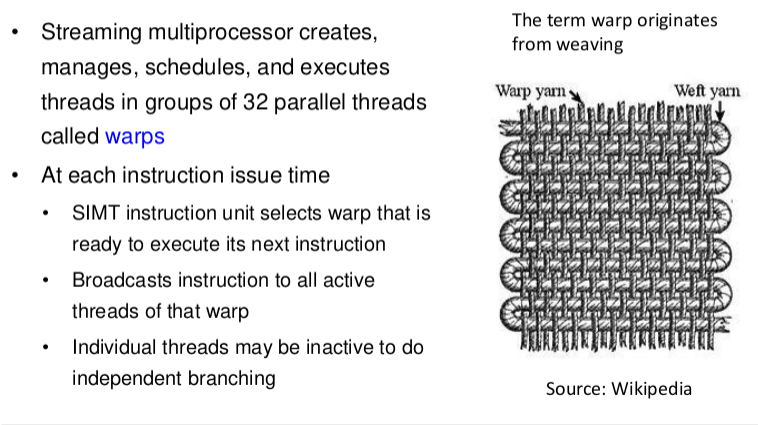 • Streaming multiprocessor creates,
manages, schedules, and executes
threads in groups of 32 parallel threads
called warps
• At each instruction issue time
• SIMT instruction unit selects warp that is
ready to execute its next instruction
• Broadcasts instruction to all active
threads of that warp
• Individual threads may be inactive to do
independent branching
The term warp originates
from weaving
Warp yarn Weft yarn
Source: Wikipedia